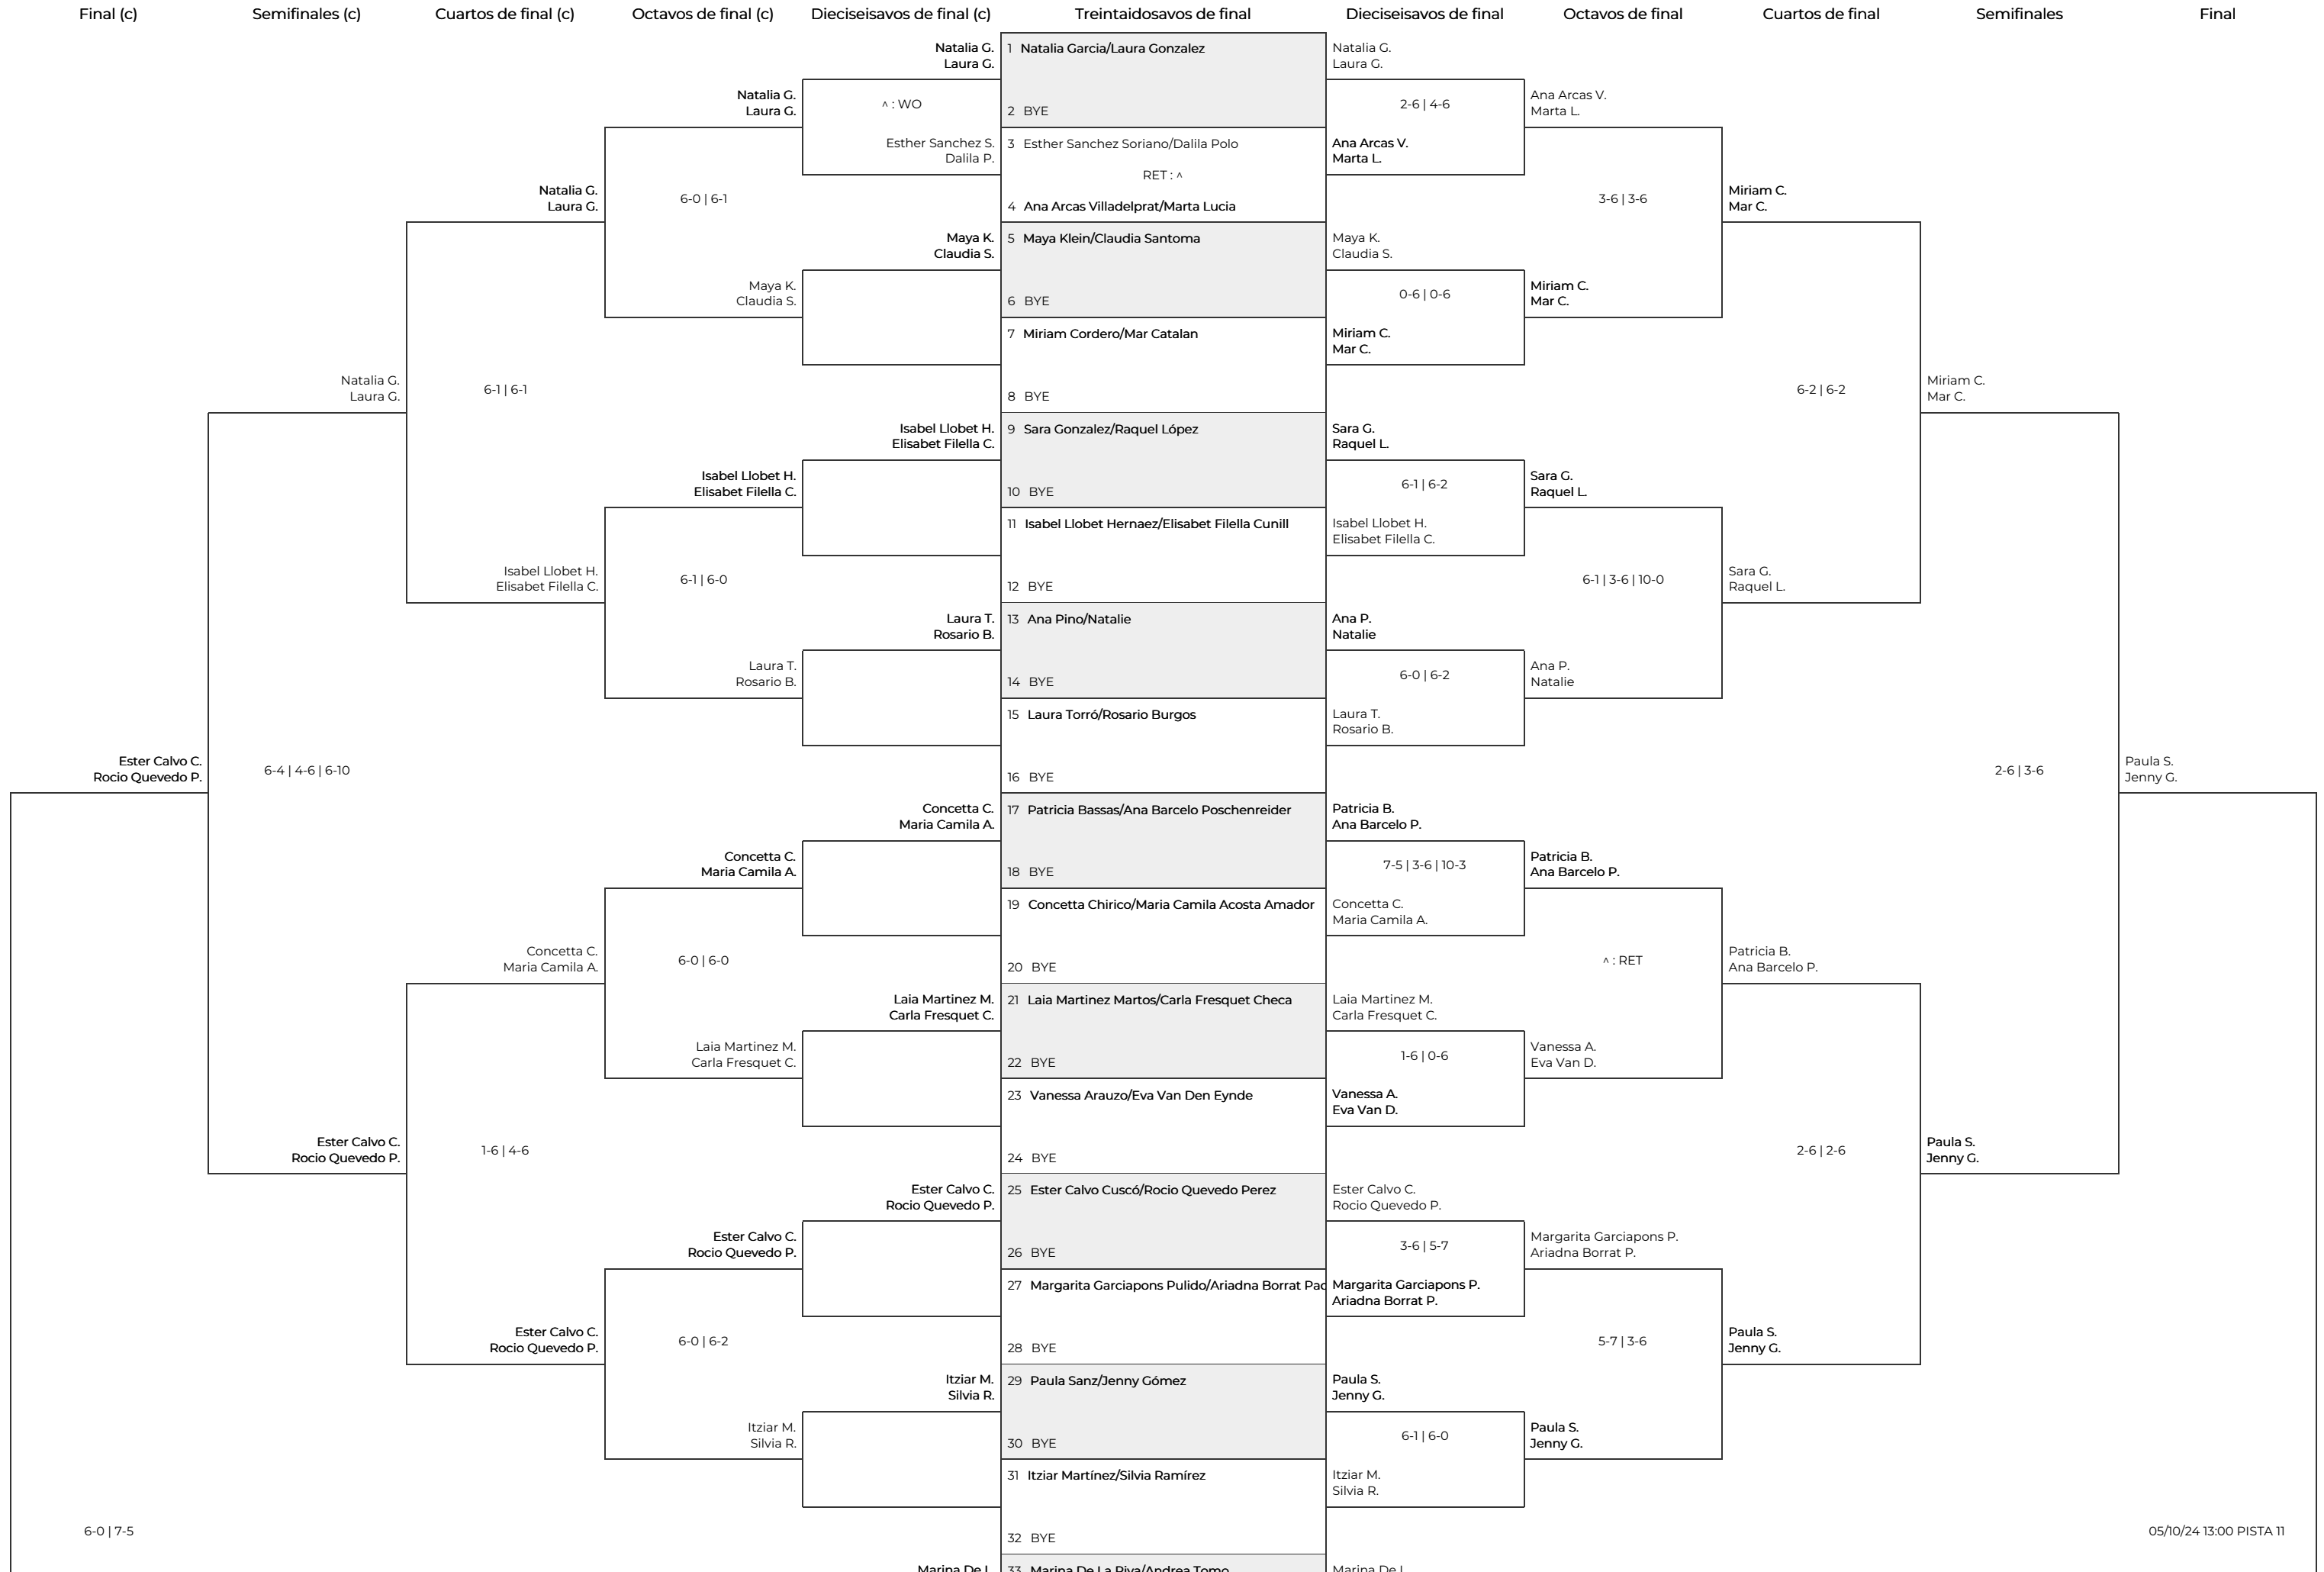 Final (c)
Semifinales (c)
Cuartos de final (c)
Octavos de final (c)
Dieciseisavos de final (c)
Treintaidosavos de final
Dieciseisavos de final
Octavos de final
Cuartos de final
Semifinales
Final
Ester Calvo C.
Rocio Quevedo P.
6-0 | 7-5
Natalia G.
Laura G.
6-4 | 4-6 | 6-10
Ester Calvo C.
Rocio Quevedo P.
Natalia G.
Laura G.
6-1 | 6-1
Isabel Llobet H.
Elisabet Filella C.
Concetta C.
Maria Camila A.
1-6 | 4-6
Ester Calvo C.
Rocio Quevedo P.
Natalia G.
Laura G.
6-0 | 6-1
Maya K.
Claudia S.
Isabel Llobet H.
Elisabet Filella C.
6-1 | 6-0
Laura T.
Rosario B.
Concetta C.
Maria Camila A.
6-0 | 6-0
Laia Martinez M.
Carla Fresquet C.
Ester Calvo C.
Rocio Quevedo P.
6-0 | 6-2
Itziar M.
Silvia R.
Natalia G.
Laura G.
^ : WO
Esther Sanchez S.
Dalila P.
Maya K.
Claudia S.
Isabel Llobet H.
Elisabet Filella C.
Laura T.
Rosario B.
Concetta C.
Maria Camila A.
Laia Martinez M.
Carla Fresquet C.
Ester Calvo C.
Rocio Quevedo P.
Itziar M.
Silvia R.
Marina De L.
1 Natalia Garcia/Laura Gonzalez
2 BYE
3 Esther Sanchez Soriano/Dalila Polo
RET : ^
4 Ana Arcas Villadelprat/Marta Lucia
5 Maya Klein/Claudia Santoma
6 BYE
7 Miriam Cordero/Mar Catalan
8 BYE
9 Sara Gonzalez/Raquel López
10 BYE
11 Isabel Llobet Hernaez/Elisabet Filella Cunill
12 BYE
13 Ana Pino/Natalie
14 BYE
15 Laura Torró/Rosario Burgos
16 BYE
17 Patricia Bassas/Ana Barcelo Poschenreider
18 BYE
19 Concetta Chirico/Maria Camila Acosta Amador
20 BYE
21 Laia Martinez Martos/Carla Fresquet Checa
22 BYE
23 Vanessa Arauzo/Eva Van Den Eynde
24 BYE
25 Ester Calvo Cuscó/Rocio Quevedo Perez
26 BYE
27 Margarita Garciapons Pulido/Ariadna Borrat Pac
28 BYE
29 Paula Sanz/Jenny Gómez
30 BYE
31 Itziar Martínez/Silvia Ramírez
32 BYE
33 Marina De La Riva/Andrea Tomo
Natalia G.
Laura G.
2-6 | 4-6
Ana Arcas V.
Marta L.
Maya K.
Claudia S.
0-6 | 0-6
Miriam C.
Mar C.
Sara G.
Raquel L.
6-1 | 6-2
Isabel Llobet H.
Elisabet Filella C.
Ana P.
Natalie
6-0 | 6-2
Laura T.
Rosario B.
Patricia B.
Ana Barcelo P.
7-5 | 3-6 | 10-3
Concetta C.
Maria Camila A.
Laia Martinez M.
Carla Fresquet C.
1-6 | 0-6
Vanessa A.
Eva Van D.
Ester Calvo C.
Rocio Quevedo P.
3-6 | 5-7
Margarita Garciapons P.
Ariadna Borrat P.
Paula S.
Jenny G.
6-1 | 6-0
Itziar M.
Silvia R.
Marina De L.
Ana Arcas V.
Marta L.
3-6 | 3-6
Miriam C.
Mar C.
Sara G.
Raquel L.
6-1 | 3-6 | 10-0
Ana P.
Natalie
Patricia B.
Ana Barcelo P.
^ : RET
Vanessa A.
Eva Van D.
Margarita Garciapons P.
Ariadna Borrat P.
5-7 | 3-6
Paula S.
Jenny G.
Miriam C.
Mar C.
6-2 | 6-2
Sara G.
Raquel L.
Patricia B.
Ana Barcelo P.
2-6 | 2-6
Paula S.
Jenny G.
Miriam C.
Mar C.
2-6 | 3-6
Paula S.
Jenny G.
Paula S.
Jenny G.
05/10/24 13:00 PISTA 11